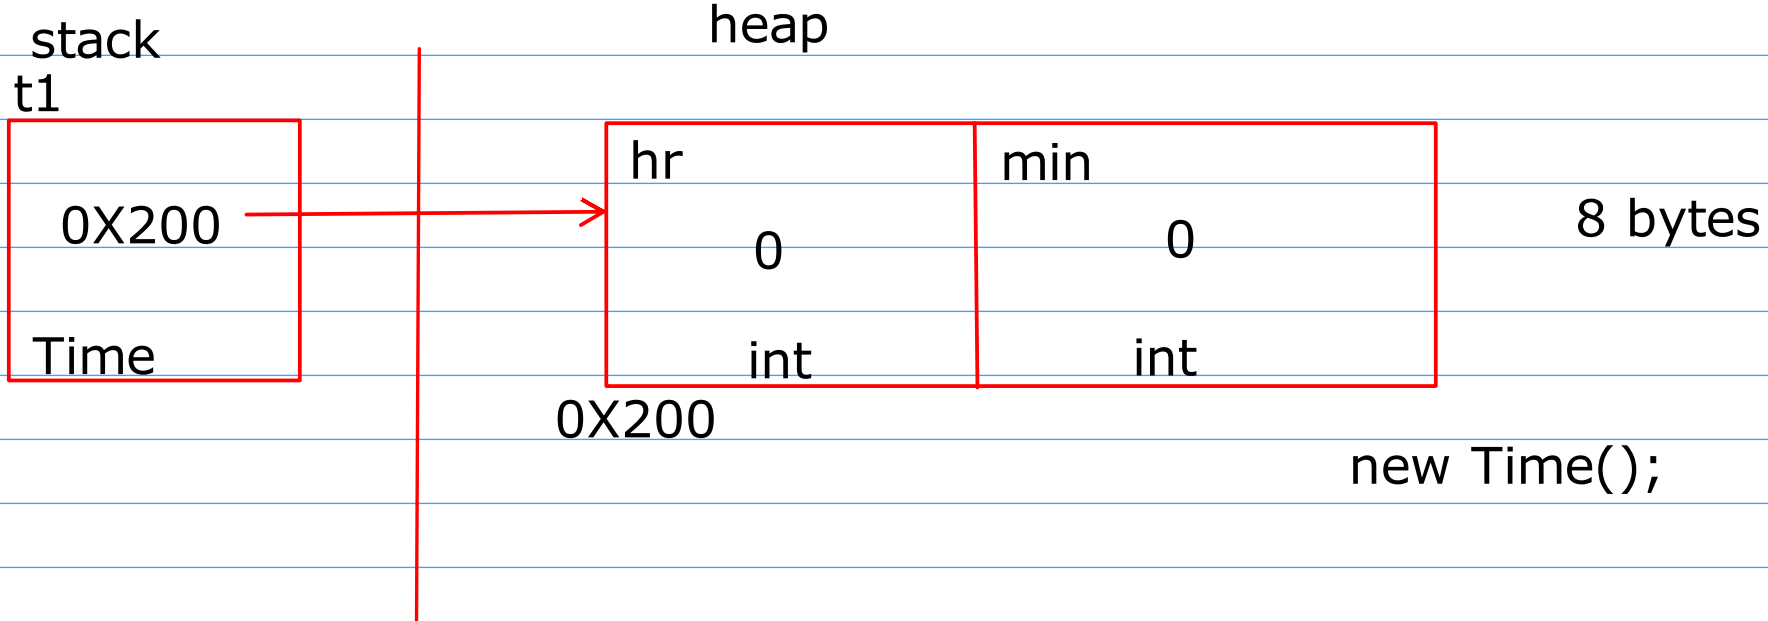 stack
heap
t1
hr
min
0X200
0
0
8 bytes
Time
int
int
0X200
new Time();